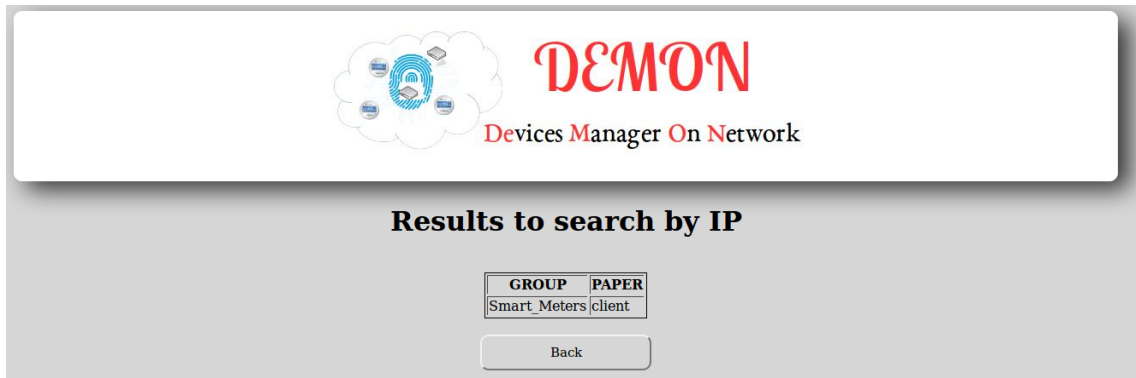 DEMON
Devices Manager On Network
Results to search by IP
GROUP PAPER
Smart_Meters client
Back